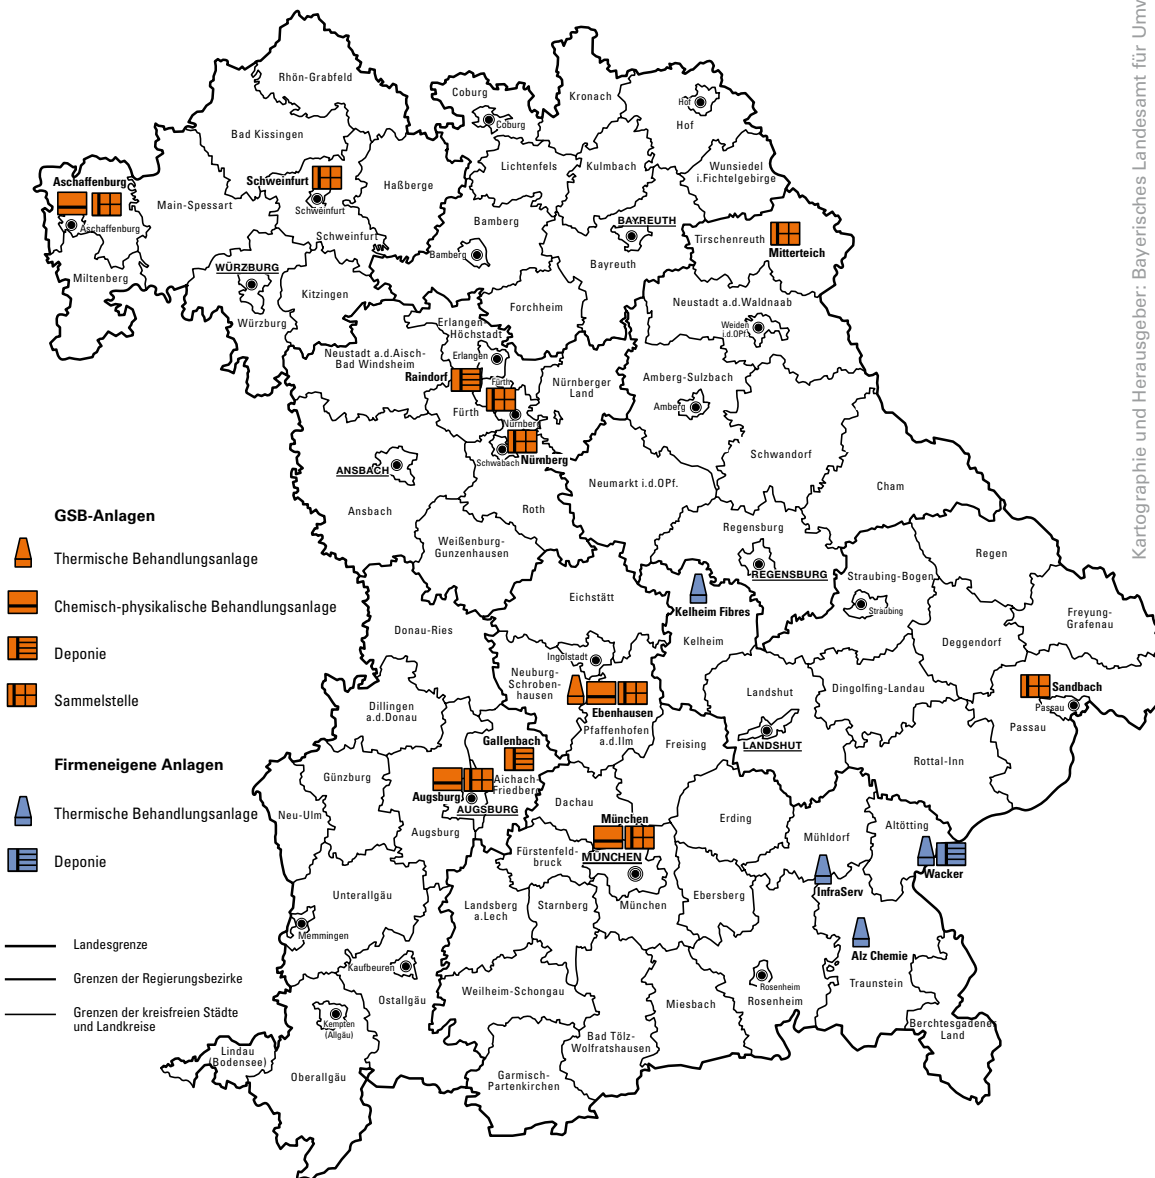 Rhön-Grabfeld
Coburg
Coburg
Kronach
Hof
Hof
Bad Kissingen
Lichtenfels
Kulmbach
Wunsiedel
i.Fichtelgebirge
Aschaffenburg
Aschaffenburg
Main-Spessart
Schweinfurt
Schweinfurt
Schweinfurt
Haßberge
Bamberg
Bamberg
BAYREUTH
Bayreuth
Tirschenreuth
Mitterteich
Miltenberg
WÜRZBURG
Würzburg
Kitzingen
Forchheim
Neustadt a.d.Waldnaab
Weiden
i.d.OPf.
Erlangen-
Höchstadt
Erlangen
Neustadt a.d.Aisch-
Bad Windsheim
Raindorf
Fürth
Fürth
Nürnberger
Land
Nürnberg
Schwabach
Nürnberg
Amberg-Sulzbach
Amberg
Schwandorf
Cham
Neumarkt i.d.OPf.
ANSBACH
Ansbach
Roth
Weißenburg-
Gunzenhausen
Regensburg
REGENSBURG
Regen
Straubing-Bogen
Straubing
Freyung-
Grafenau
Deggendorf
Eichstätt
Kelheim Fibres
Kelheim
Donau-Ries
Ingolstadt
Neuburg-
Schroben-
hausen
Ebenhausen
Pfaffenhofen
a.d.Ilm
Landshut
LANDSHUT
Dingolfing-Landau
Sandbach
Passau
Passau
Rottal-Inn
Dillingen
a.d.Donau
Gallenbach
Aichach-
Friedberg
Freising
Günzburg
Augsburg
AUGSBURG
Augsburg
Neu-Ulm
Dachau
München
MÜNCHEN
München
Erding
Mühldorf
Altötting
Wacker
InfraServ
Fürstenfeld-
bruck
Ebersberg
Unterallgäu
Memmingen
Landsberg
a.Lech
Starnberg
Alz Chemie
Traunstein
Kaufbeuren
Ostallgäu
Weilheim-Schongau
Rosenheim
Rosenheim
Miesbach
Berchtesgadener
Land
Kempten
(Allgäu)
Bad Tölz-
Wolfratshausen
Lindau
(Bodensee)
Oberallgäu
Garmisch-
Partenkirchen
GSB-Anlagen
Thermische Behandlungsanlage
Chemisch-physikalische Behandlungsanlage
Deponie
Sammelstelle
Firmeneigene Anlagen
Thermische Behandlungsanlage
Deponie
Landesgrenze
Grenzen der Regierungsbezirke
Grenzen der kreisfreien Städte
und Landkreise
Kartographie und Herausgeber: Bayerisches Landesamt für Umw